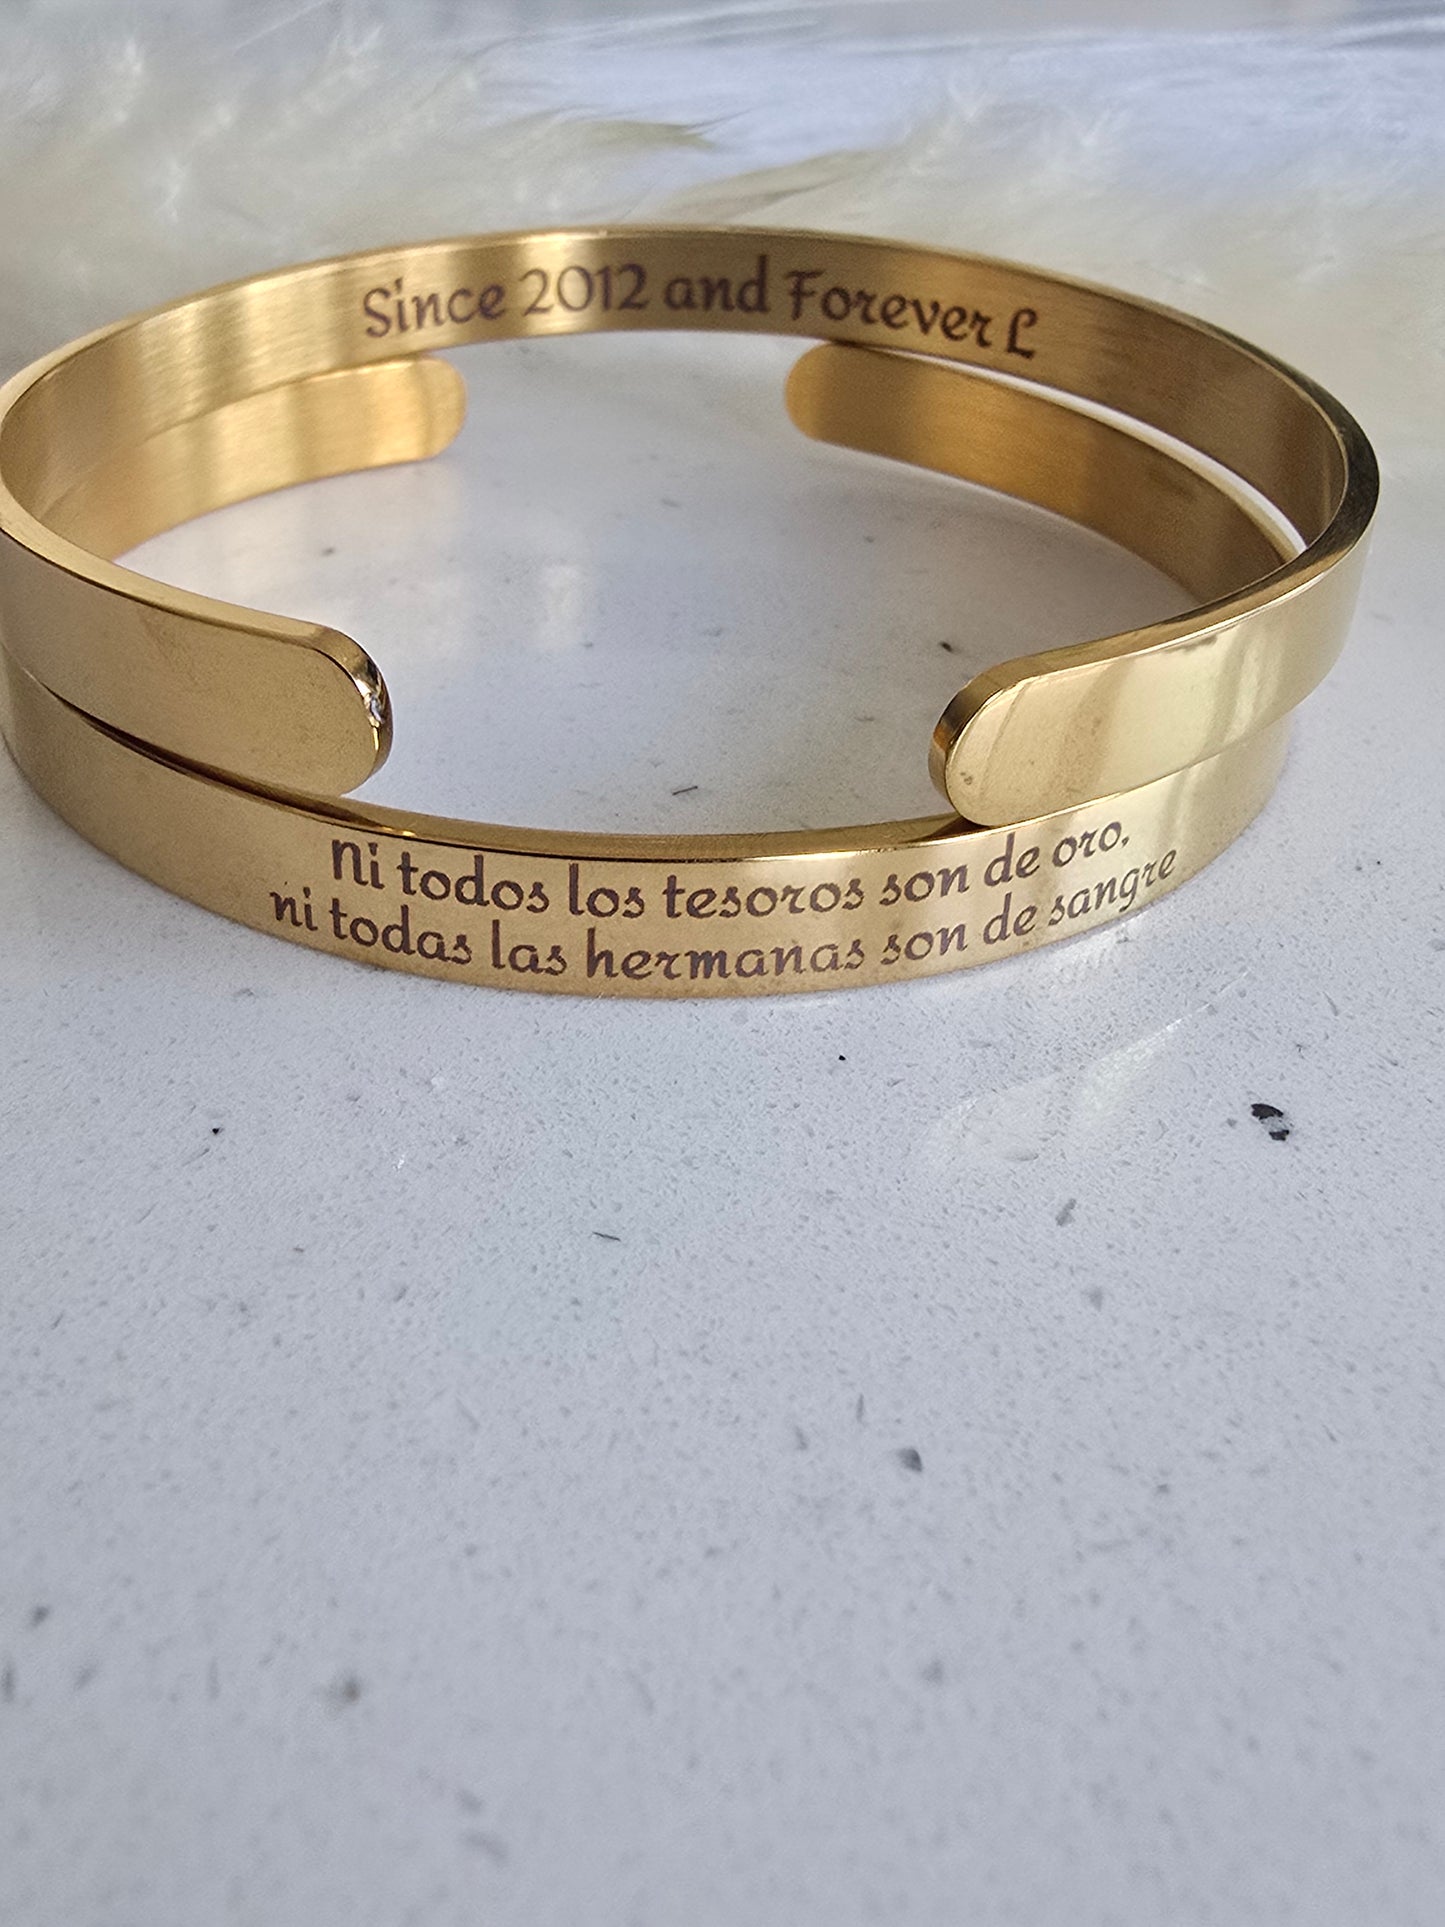 Since 2012 and Forever L
Ni todos los tesoros son de oro,
ni todas las hermanas son de sangre